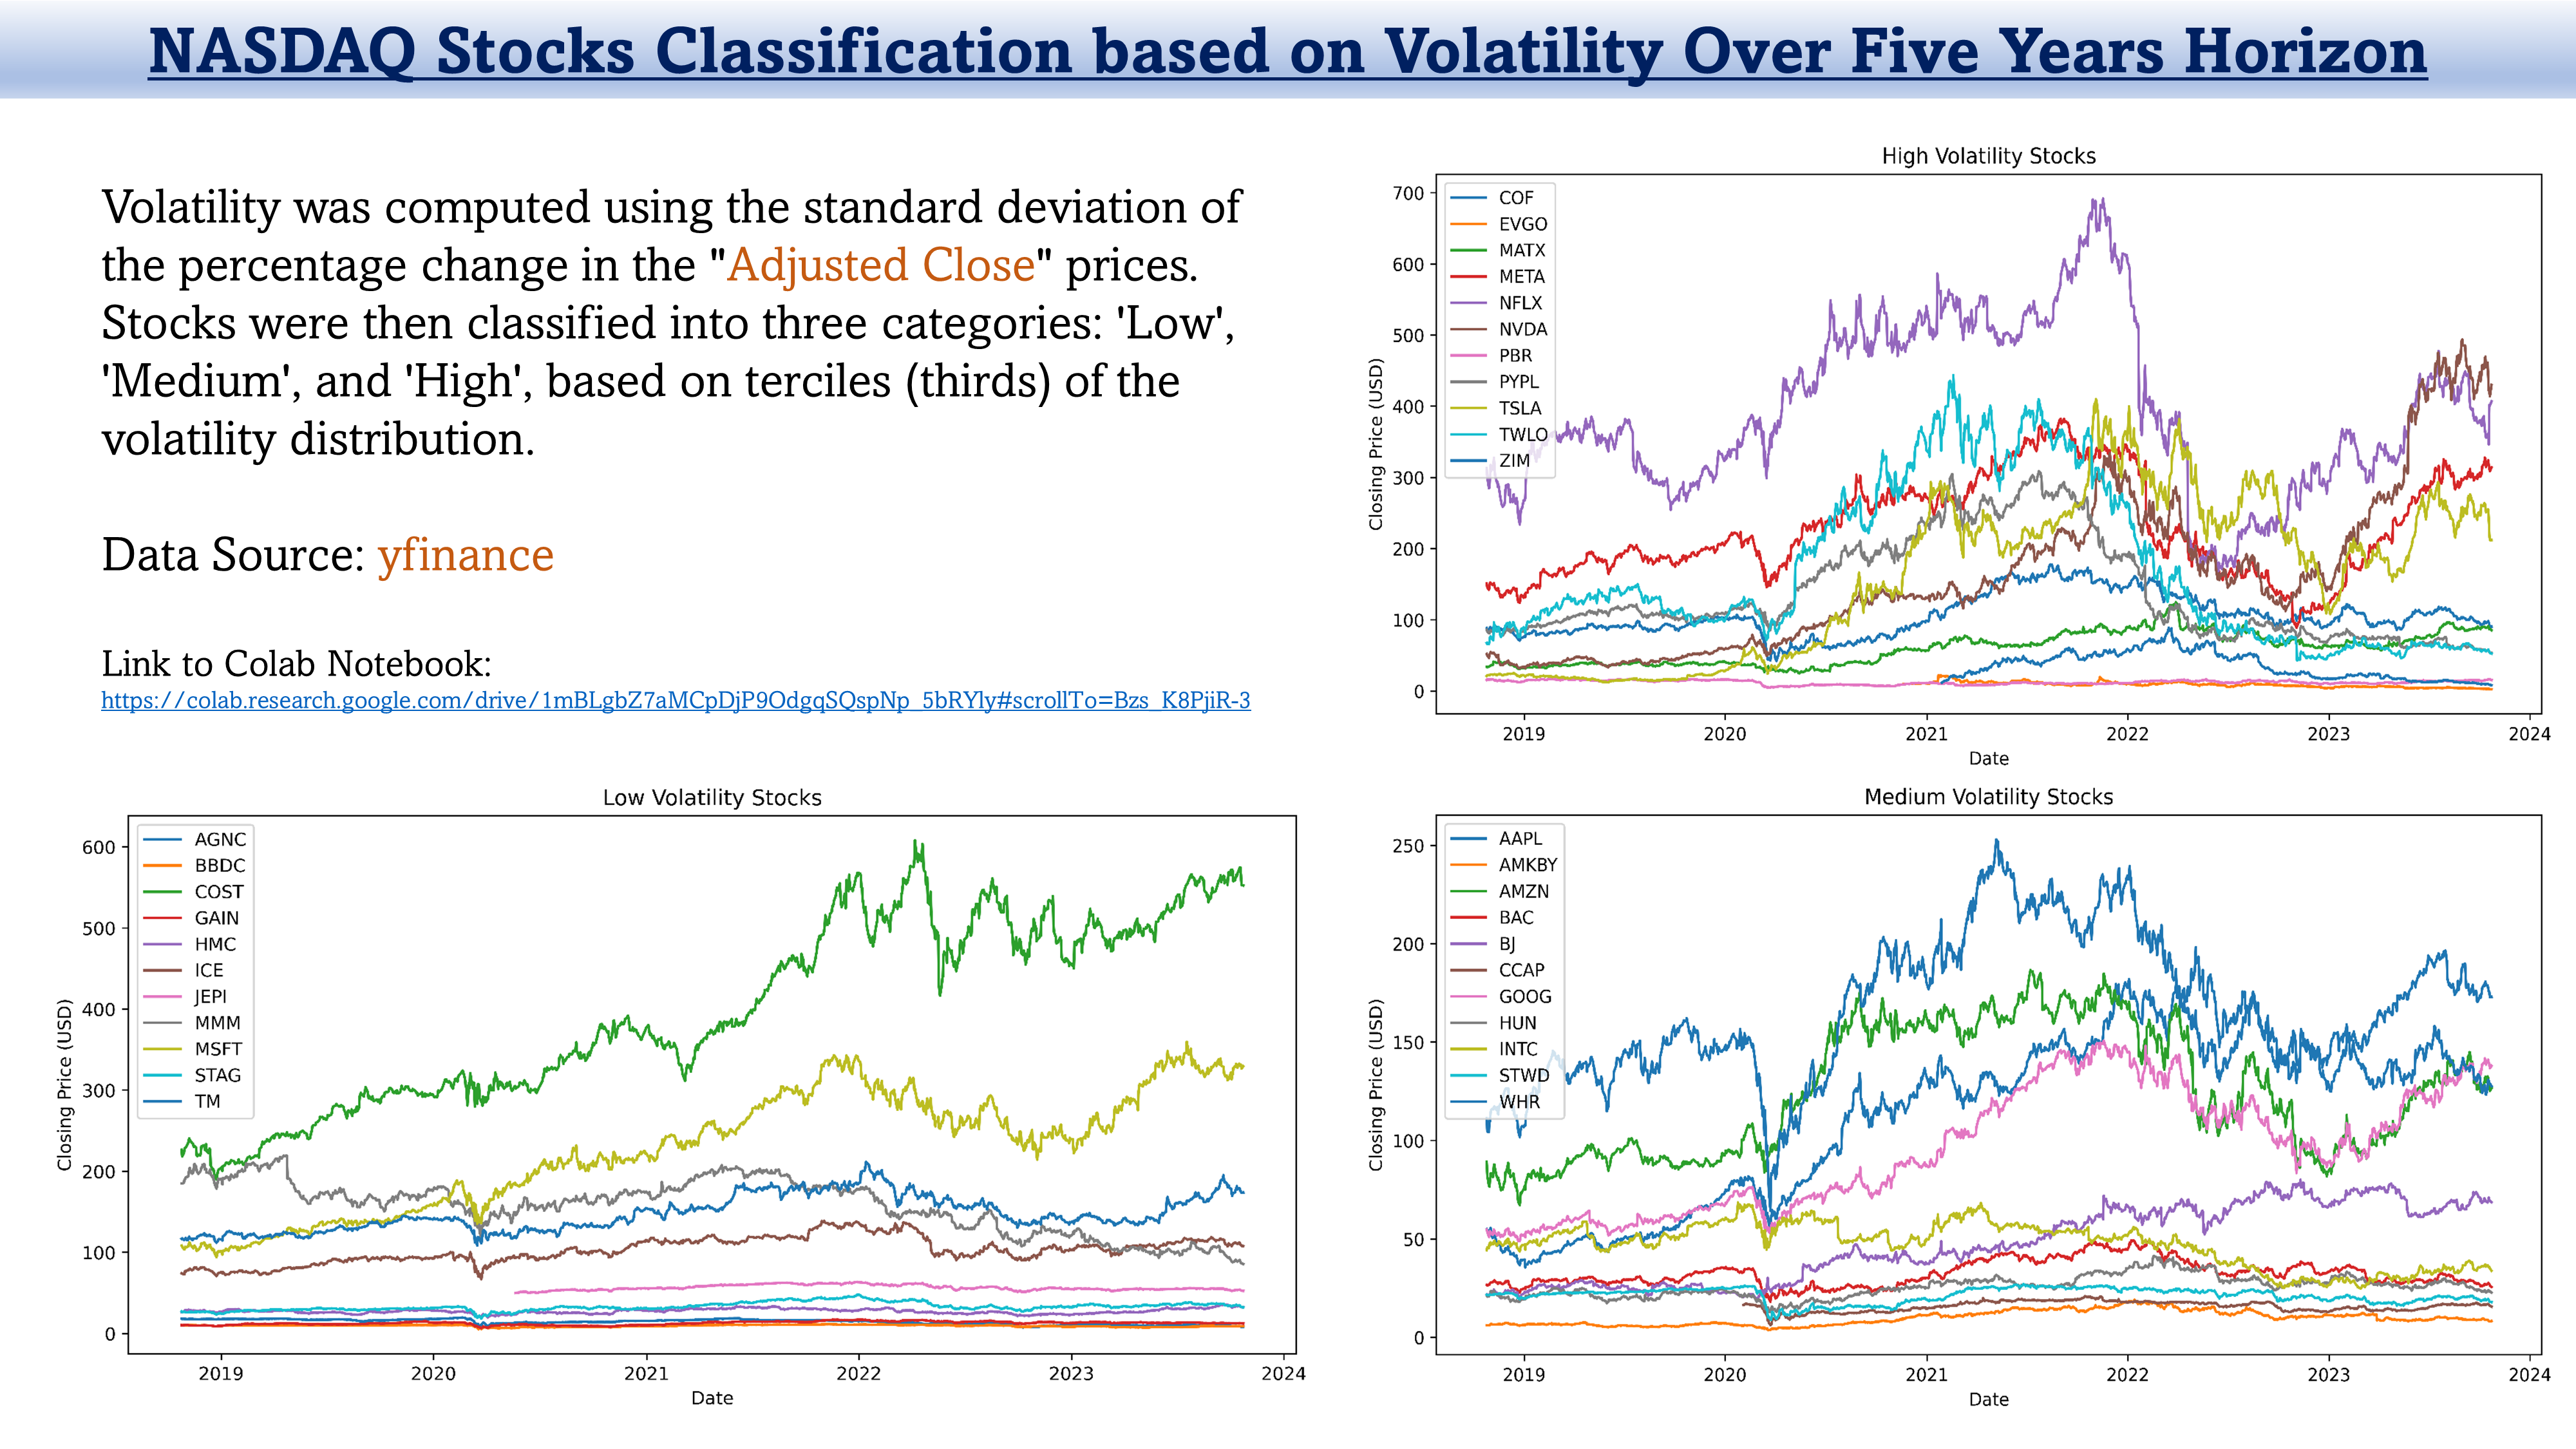 NASDAQ Stocks Classification based on Volatility Over Five Years Horizon
Volatility was computed using the standard deviation of
the percentage change in the "Adjusted Close" prices.
Stocks were then classified into three categories: 'Low',
'Medium', and 'High', based on terciles (thirds) of the
volatility distribution.
Data Source: yfinance
Link to Colab Notebook:
https://colab.research.google.com/drive/1mBLgbZ7aMCpDjP9OdgqSQspNp_5bRYly#scrollTo=Bzs_K8PjiR-3
High Volatility Stocks
Closing Price (USD)
700
600
500
400
300
200
100
0
COF
EVGO
MATX
META
NFLX
NVDA
PBR
PYPL
TSLA
TWLO
ZIM
2019 2020 2021 2022 2023 2024
Date
Low Volatility Stocks
Closing Price (USD)
600
500
400
300
200
100
0
AGNC
BBDC
COST
GAIN
HMC
ICE
JEPI
MMM
MSFT
STAG
TM
2019 2020 2021 2022 2023 2024
Date
Medium Volatility Stocks
Closing Price (USD)
250
200
150
100
50
0
AAPL
AMKBY
AMZN
BAC
BJ
CCAP
GOOG
HUN
INTC
STWD
WHR
2019 2020 2021 2022 2023 2024
Date